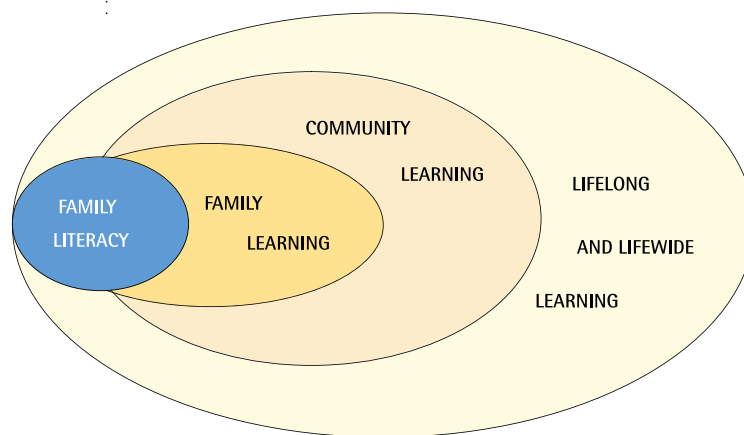 FAMILY
LITERACY
FAMILY
LEARNING
COMMUNITY
LEARNING
LIFELONG
AND LIFEWIDE
LEARNING